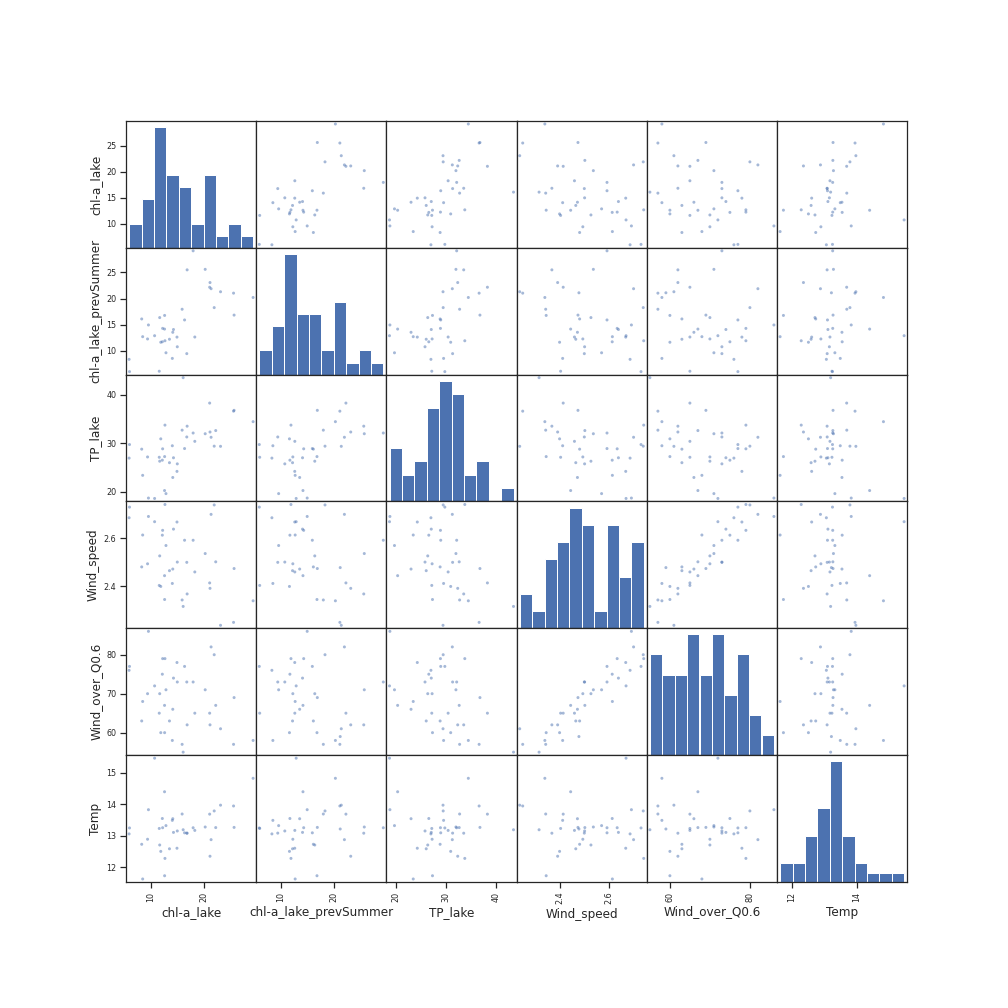 chl-a_lake
25
20
15
10
chl-a_lake_prevSummer
25
20
15
10
TP_lake
40
30
20
Wind_speed
2.6
2.4
Wind_over_Q0.6
80
70
60
Temp
15
14
13
12
10 20 10 20 20 30 40 2.4 2.6 60 80 12 14
chl-a_lake chl-a_lake_prevSummer TP_lake Wind_speed Wind_over_Q0.6 Temp